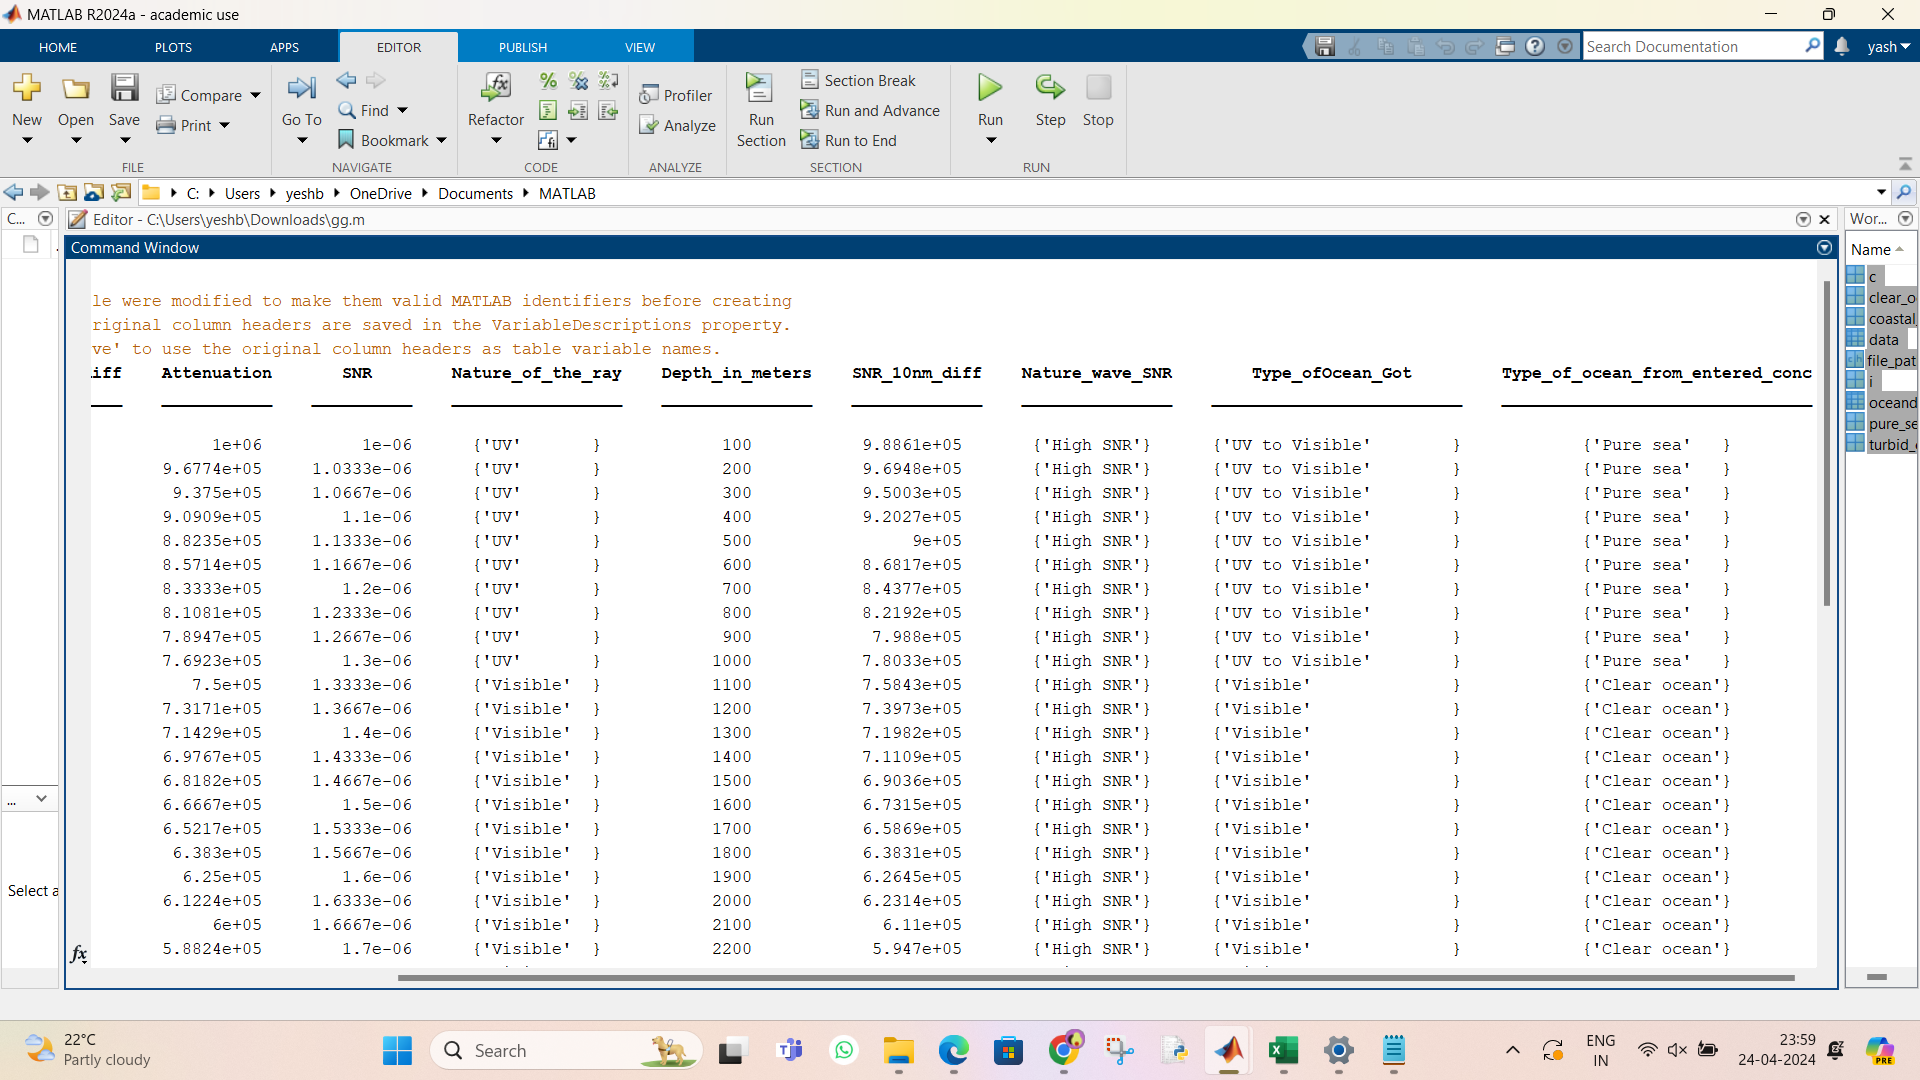 MATLAB R2024a - academic use
HOME PLOTS APPS EDITOR PUBLISH VIEW Search Documentation yash
New Open Save Compare Print FILE
Go To Find Bookmark NAVIGATE
Refactor CODE
Profiler Analyze ANALYZE
Run Section Section Break Run and Advance Run to End SECTION
Run Step Stop RUN
C: Users yeshb OneDrive Documents MATLAB
C... Editor - C:\Users\yeshb\Downloads\gg.m Wor...
Command Window
Name
c
clear_o
coastal_
data
file_pat
i
oceand
pure_se
turbid_
le were modified to make them valid MATLAB identifiers before creating
riginal column headers are saved in the VariableDescriptions property.
ve' to use the original column headers as table variable names.
iff Attenuation SNR Nature_of_the_ray Depth_in_meters SNR_10nm_diff Nature_wave_SNR Type_ofOcean_Got Type_of_ocean_from_entered_conc
1e+06 1e-06 {'UV' } 100 9.8861e+05 {'High SNR'} {'UV to Visible' } {'Pure sea' }
9.6774e+05 1.0333e-06 {'UV' } 200 9.6948e+05 {'High SNR'} {'UV to Visible' } {'Pure sea' }
9.375e+05 1.0667e-06 {'UV' } 300 9.5003e+05 {'High SNR'} {'UV to Visible' } {'Pure sea' }
9.0909e+05 1.1e-06 {'UV' } 400 9.2027e+05 {'High SNR'} {'UV to Visible' } {'Pure sea' }
8.8235e+05 1.1333e-06 {'UV' } 500 9e+05 {'High SNR'} {'UV to Visible' } {'Pure sea' }
8.5714e+05 1.1667e-06 {'UV' } 600 8.6817e+05 {'High SNR'} {'UV to Visible' } {'Pure sea' }
8.3333e+05 1.2e-06 {'UV' } 700 8.4377e+05 {'High SNR'} {'UV to Visible' } {'Pure sea' }
8.1081e+05 1.2333e-06 {'UV' } 800 8.2192e+05 {'High SNR'} {'UV to Visible' } {'Pure sea' }
7.8947e+05 1.2667e-06 {'UV' } 900 7.988e+05 {'High SNR'} {'UV to Visible' } {'Pure sea' }
7.6923e+05 1.3e-06 {'UV' } 1000 7.8033e+05 {'High SNR'} {'UV to Visible' } {'Pure sea' }
7.5e+05 1.3333e-06 {'Visible' } 1100 7.5843e+05 {'High SNR'} {'Visible' } {'Clear ocean'}
7.3171e+05 1.3667e-06 {'Visible' } 1200 7.3973e+05 {'High SNR'} {'Visible' } {'Clear ocean'}
7.1429e+05 1.4e-06 {'Visible' } 1300 7.1982e+05 {'High SNR'} {'Visible' } {'Clear ocean'}
6.9767e+05 1.4333e-06 {'Visible' } 1400 7.1109e+05 {'High SNR'} {'Visible' } {'Clear ocean'}
6.8182e+05 1.4667e-06 {'Visible' } 1500 6.9036e+05 {'High SNR'} {'Visible' } {'Clear ocean'}
6.6667e+05 1.5e-06 {'Visible' } 1600 6.7315e+05 {'High SNR'} {'Visible' } {'Clear ocean'}
6.5217e+05 1.5333e-06 {'Visible' } 1700 6.5869e+05 {'High SNR'} {'Visible' } {'Clear ocean'}
6.383e+05 1.5667e-06 {'Visible' } 1800 6.3831e+05 {'High SNR'} {'Visible' } {'Clear ocean'}
6.25e+05 1.6e-06 {'Visible' } 1900 6.2645e+05 {'High SNR'} {'Visible' } {'Clear ocean'}
6.1224e+05 1.6333e-06 {'Visible' } 2000 6.2314e+05 {'High SNR'} {'Visible' } {'Clear ocean'}
6e+05 1.6667e-06 {'Visible' } 2100 6.11e+05 {'High SNR'} {'Visible' } {'Clear ocean'}
5.8824e+05 1.7e-06 {'Visible' } 2200 5.947e+05 {'High SNR'} {'Visible' } {'Clear ocean'}
...
Select a
fx
22°C
Partly cloudy
Search
ENG
IN
23:59
24-04-2024
PRE